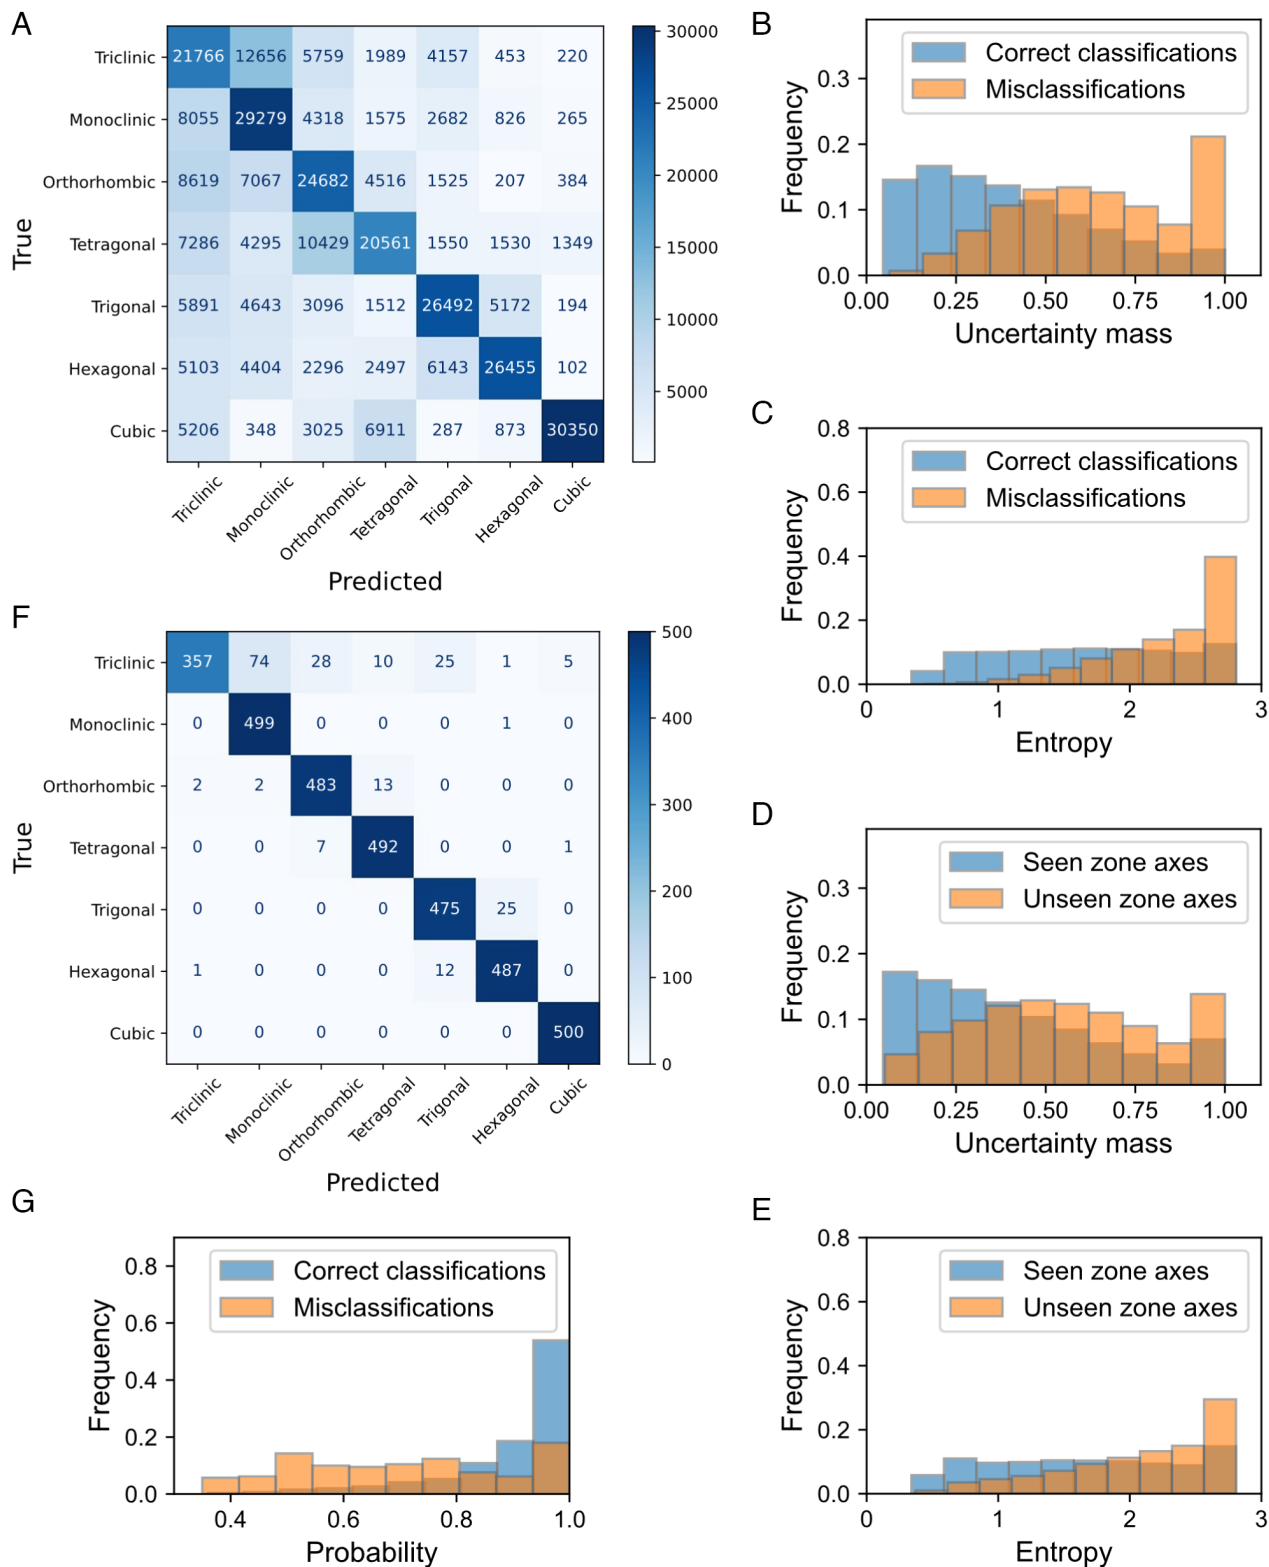 A
True
Triclinic 21766 12656 5759 1989 4157 453 220
Monoclinic 8055 29279 4318 1575 2682 826 265
Orthorhombic 8619 7067 24682 4516 1525 207 384
Tetragonal 7286 4295 10429 20561 1550 1530 1349
Trigonal 5891 4643 3096 1512 26492 5172 194
Hexagonal 5103 4404 2296 2497 6143 26455 102
Cubic 5206 348 3025 6911 287 873 30350
Triclinic Monoclinic Orthorhombic Tetragonal Trigonal Hexagonal Cubic
Predicted
30000
25000
20000
15000
10000
5000
B
Correct classifications
Misclassifications
Frequency
0.3
0.2
0.1
0.0
0.00 0.25 0.50 0.75 1.00
Uncertainty mass
C
Correct classifications
Misclassifications
Frequency
0.8
0.6
0.4
0.2
0.0
0 1 2 3
Entropy
F
True
Triclinic 357 74 28 10 25 1 5
Monoclinic 0 499 0 0 0 1 0
Orthorhombic 2 2 483 13 0 0 0
Tetragonal 0 0 7 492 0 0 1
Trigonal 0 0 0 0 475 25 0
Hexagonal 1 0 0 0 12 487 0
Cubic 0 0 0 0 0 0 500
Triclinic Monoclinic Orthorhombic Tetragonal Trigonal Hexagonal Cubic
Predicted
500
400
300
200
100
0
D
Seen zone axes
Unseen zone axes
Frequency
0.3
0.2
0.1
0.0
0.00 0.25 0.50 0.75 1.00
Uncertainty mass
G
Correct classifications
Misclassifications
Frequency
0.8
0.6
0.4
0.2
0.0
0.4 0.6 0.8 1.0
Probability
E
Seen zone axes
Unseen zone axes
Frequency
0.8
0.6
0.4
0.2
0.0
0 1 2 3
Entropy